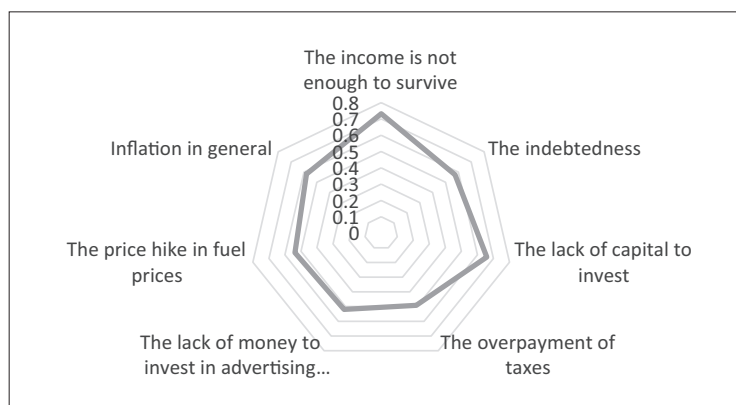 The income is not
enough to survive
0.8
0.7
0.6
0.5
0.4
0.3
0.2
0.1
0
Inflation in general
The indebtedness
The price hike in fuel
prices
The lack of capital to
invest
The lack of money to
invest in advertising...
The overpayment of
taxes